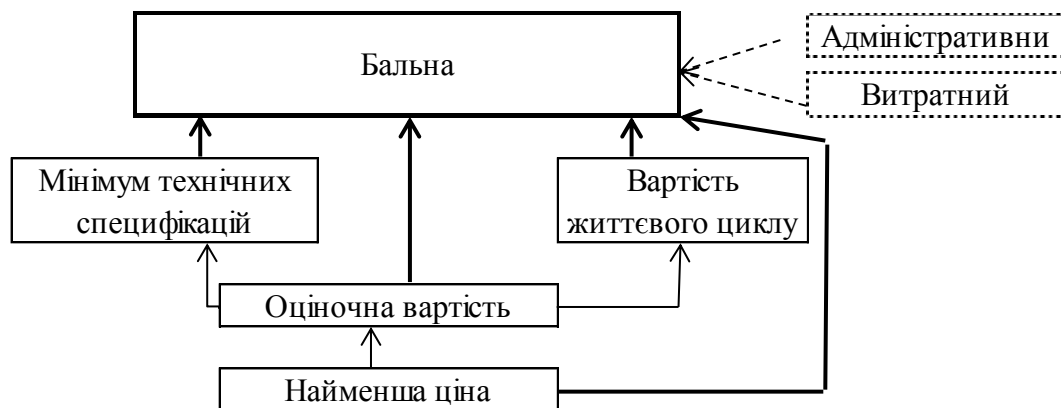 Бальна
Адміністративни
Витратний
Мінімум технічних
специфікацій
Вартість
життєвого циклу
Оціночна вартість
Найменша ціна